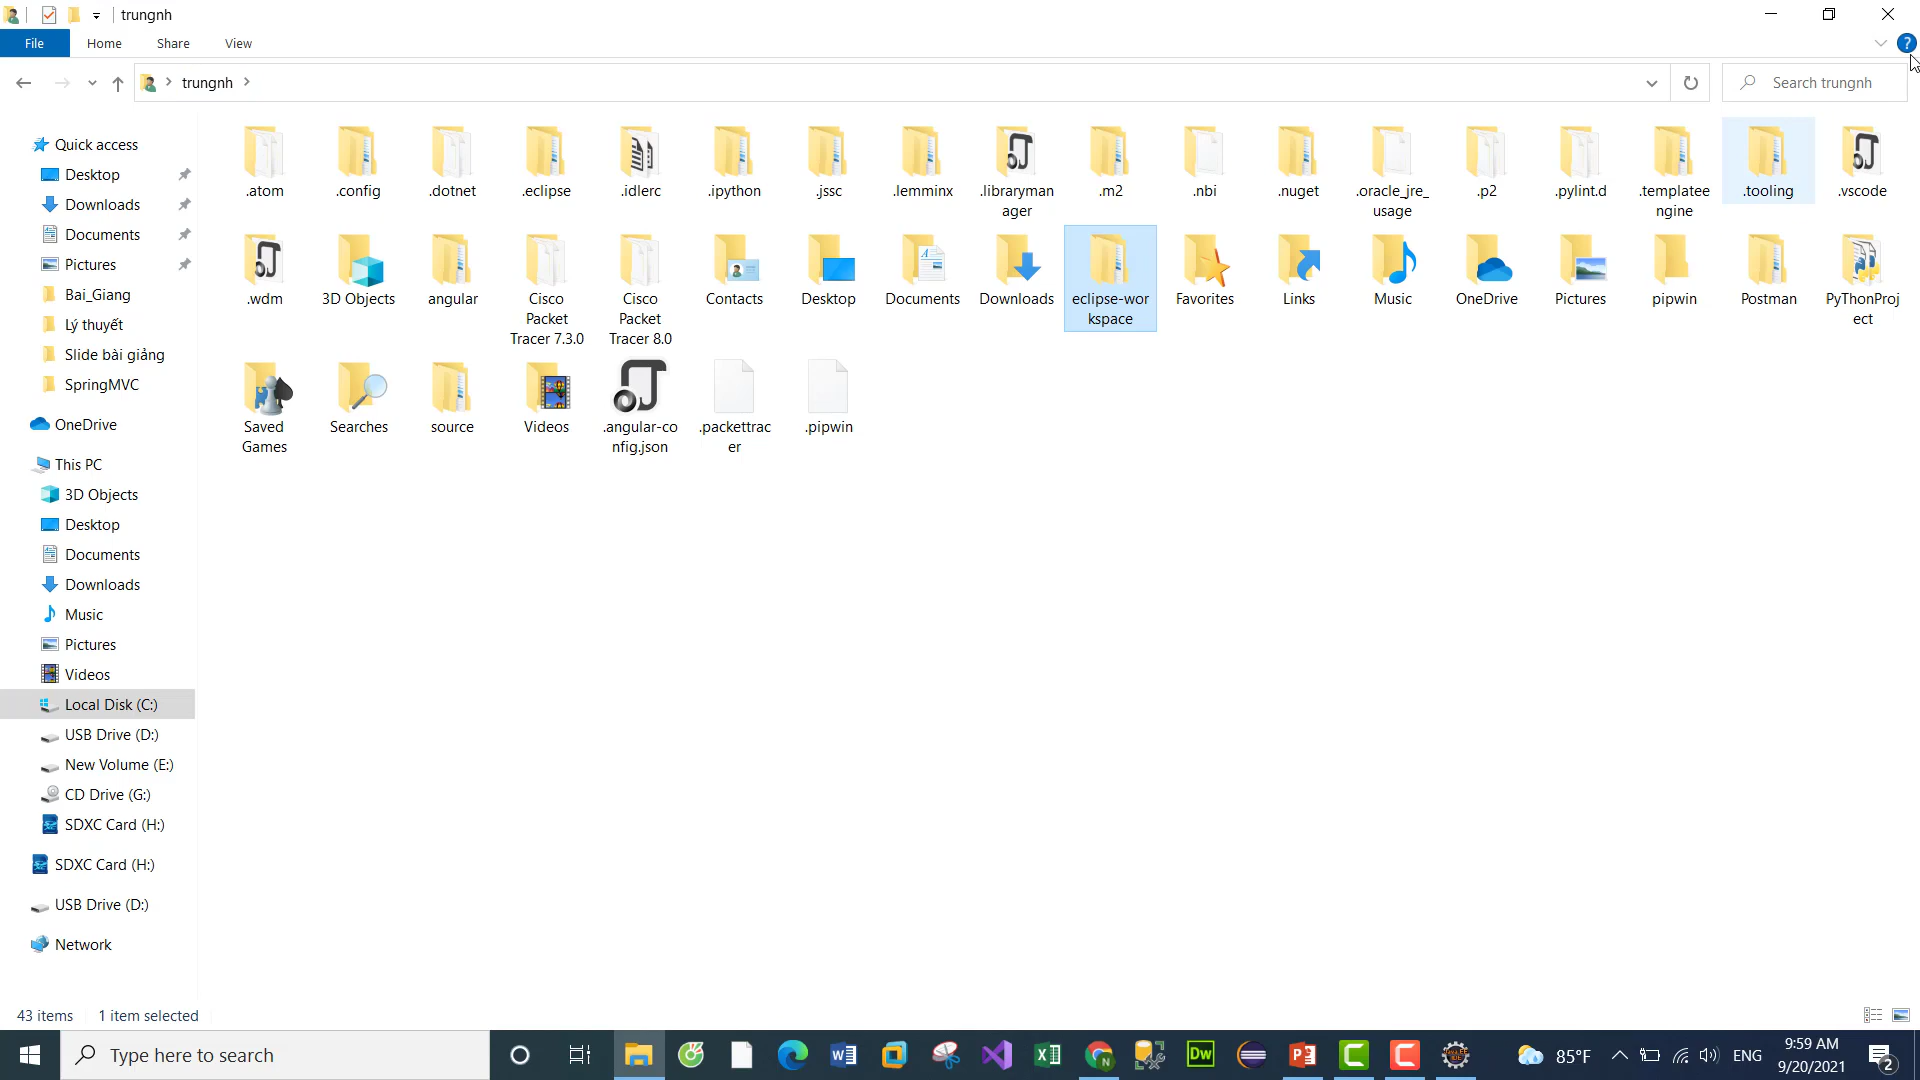 trungnh
File Home Share View
trungnh
Search trungnh
Quick access
Desktop
Downloads
Documents
Pictures
Bai_Giang
Lý thuyết
Slide bài giảng
SpringMVC
OneDrive
This PC
3D Objects
Desktop
Documents
Downloads
Music
Pictures
Videos
Local Disk (C:)
USB Drive (D:)
New Volume (E:)
CD Drive (G:)
SDXC Card (H:)
SDXC Card (H:)
USB Drive (D:)
Network
.atom
.config
.dotnet
.eclipse
.idlerc
.ipython
.jssc
.lemminx
.libraryman
ager
.m2
.nbi
.nuget
.oracle_jre_
usage
.p2
.pylint.d
.templatee
ngine
.tooling
.vscode
.wdm
3D Objects
angular
Cisco
Packet
Tracer 7.3.0
Cisco
Packet
Tracer 8.0
Contacts
Desktop
Documents
Downloads
eclipse-wor
kspace
Favorites
Links
Music
OneDrive
Pictures
pipwin
Postman
PyThonProj
ect
Saved
Games
Searches
source
Videos
.angular-co
nfig.json
.packettrac
er
.pipwin
43 items 1 item selected
Type here to search
Dw
85°F
ENG
9:59 AM
9/20/2021
2